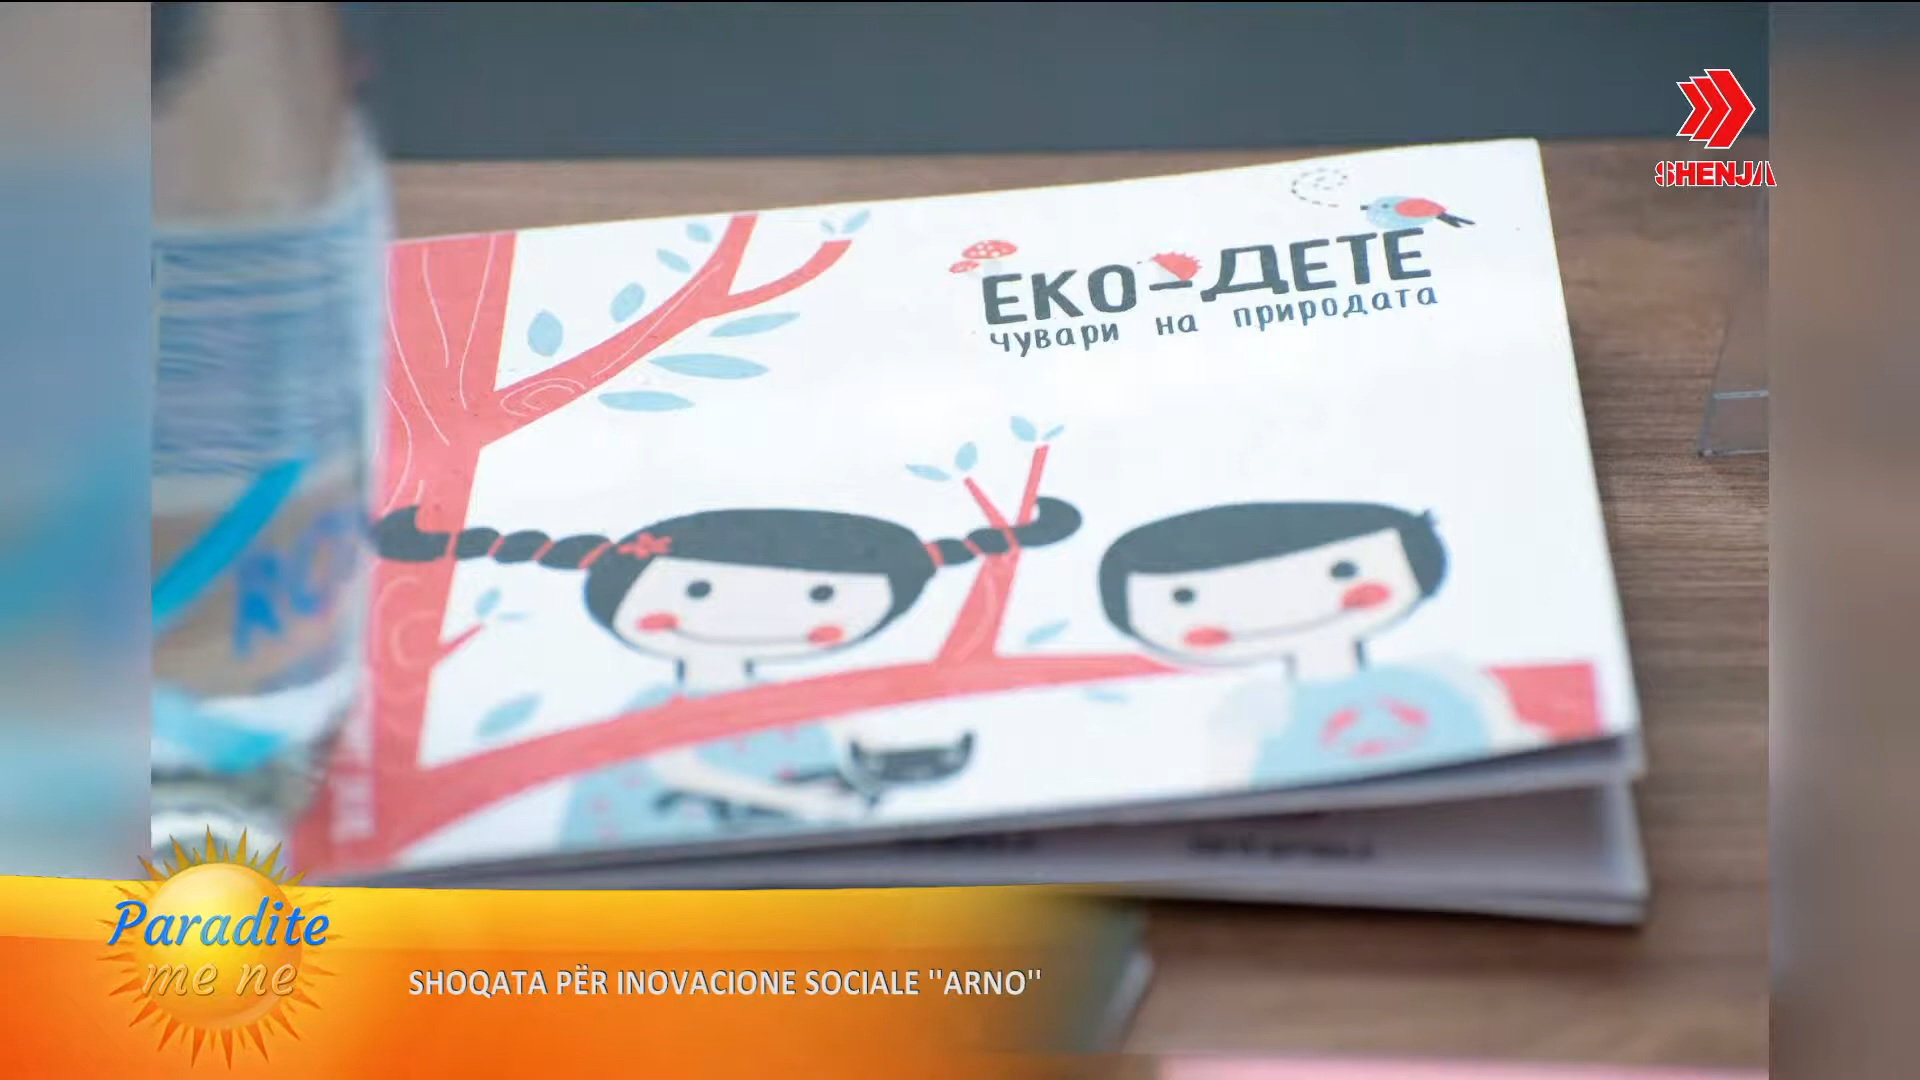 SHENJA
ЕКО-ДЕТЕ
чувари на природата
Paradite
me ne
SHOQATA PËR INOVACIONE SOCIALE "ARNO"